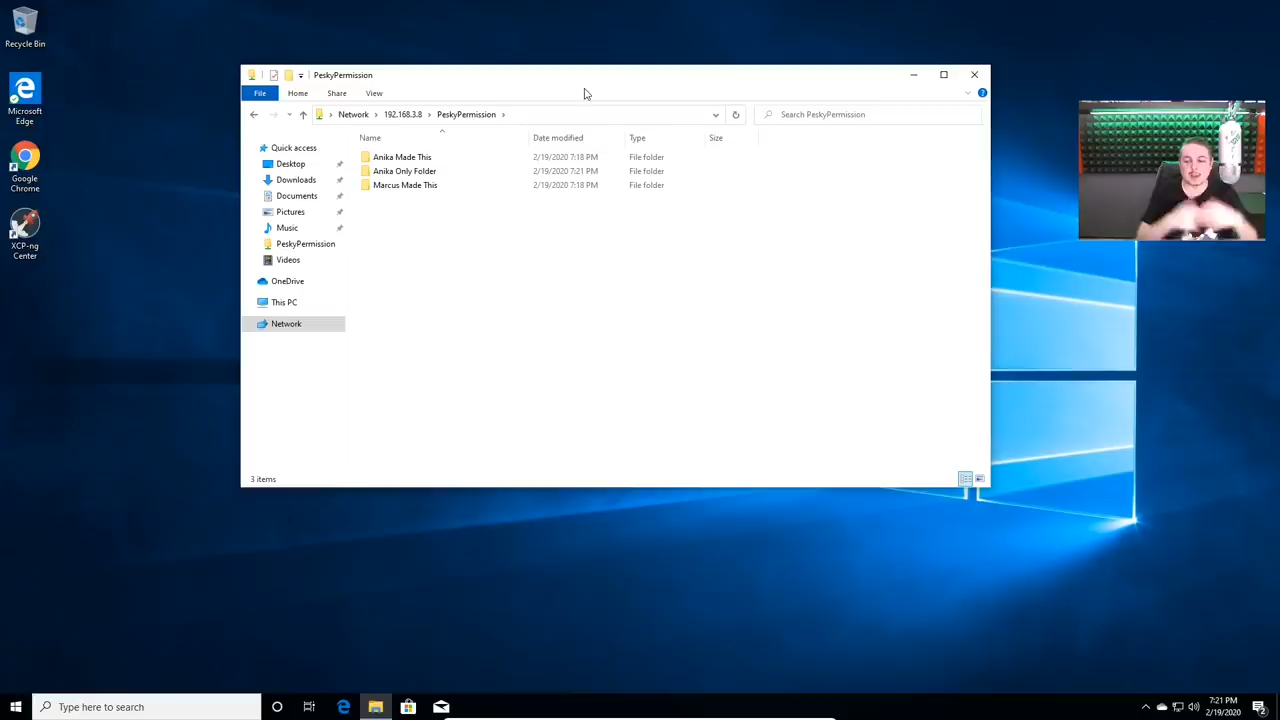 Recycle Bin
Microsoft
Edge
Google
Chrome
XCP-ng
Center
PeskyPermission
File Home Share View
Network 192.168.3.8 PeskyPermission
Search PeskyPermission
Name Date modified Type Size
Anika Made This 2/19/2020 7:18 PM File folder
Anika Only Folder 2/19/2020 7:21 PM File folder
Marcus Made This 2/19/2020 7:18 PM File folder
Quick access
Desktop
Downloads
Documents
Pictures
Music
PeskyPermission
Videos
OneDrive
This PC
Network
3 items
Type here to search
7:21 PM
2/19/2020